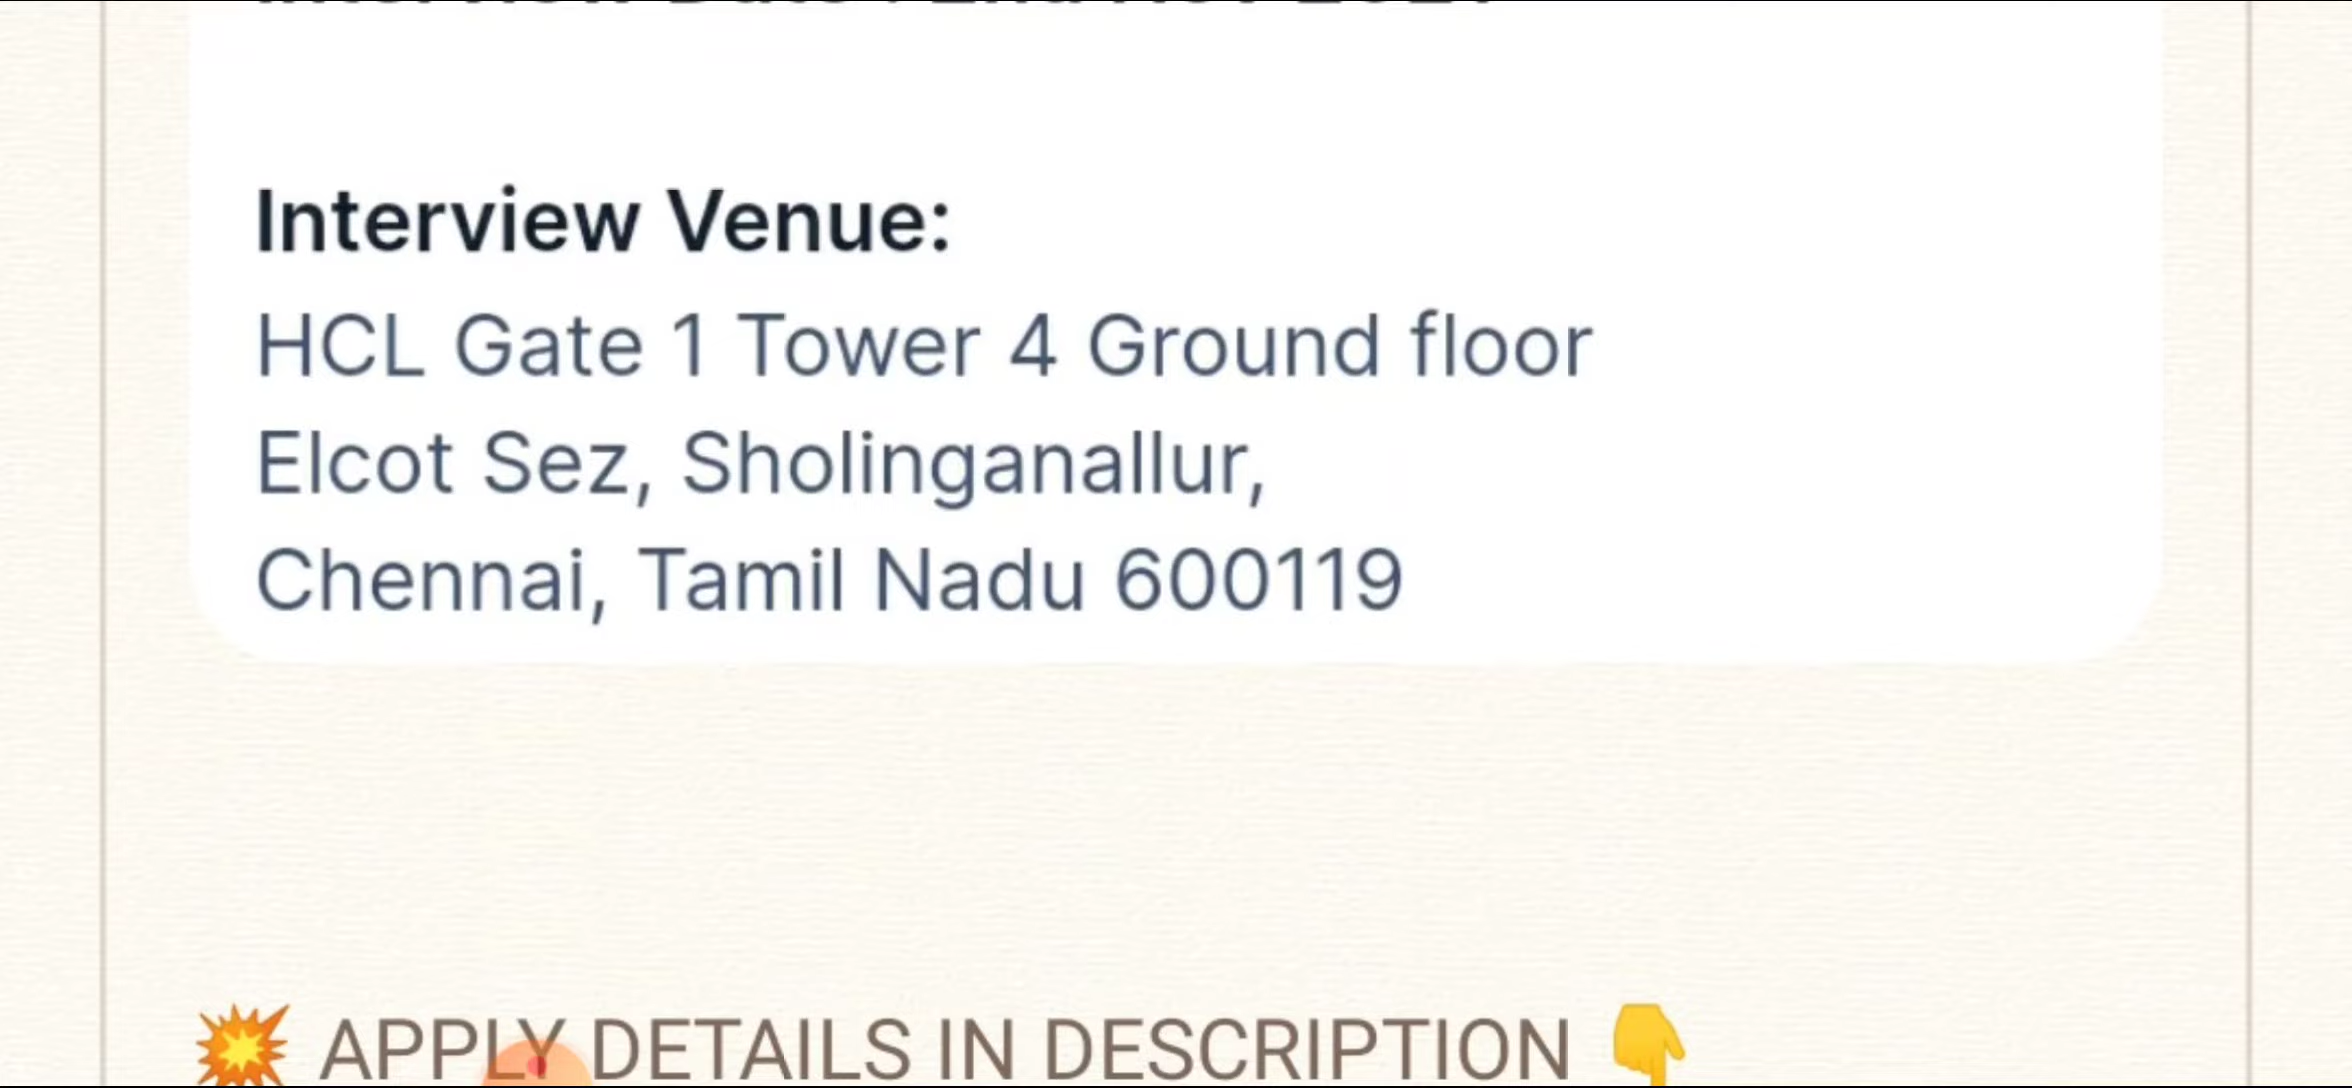 Interview Venue:
HCL Gate 1 Tower 4 Ground floor
Elcot Sez, Sholinganallur,
Chennai, Tamil Nadu 600119
💥 APPLY DETAILS IN DESCRIPTION 👇